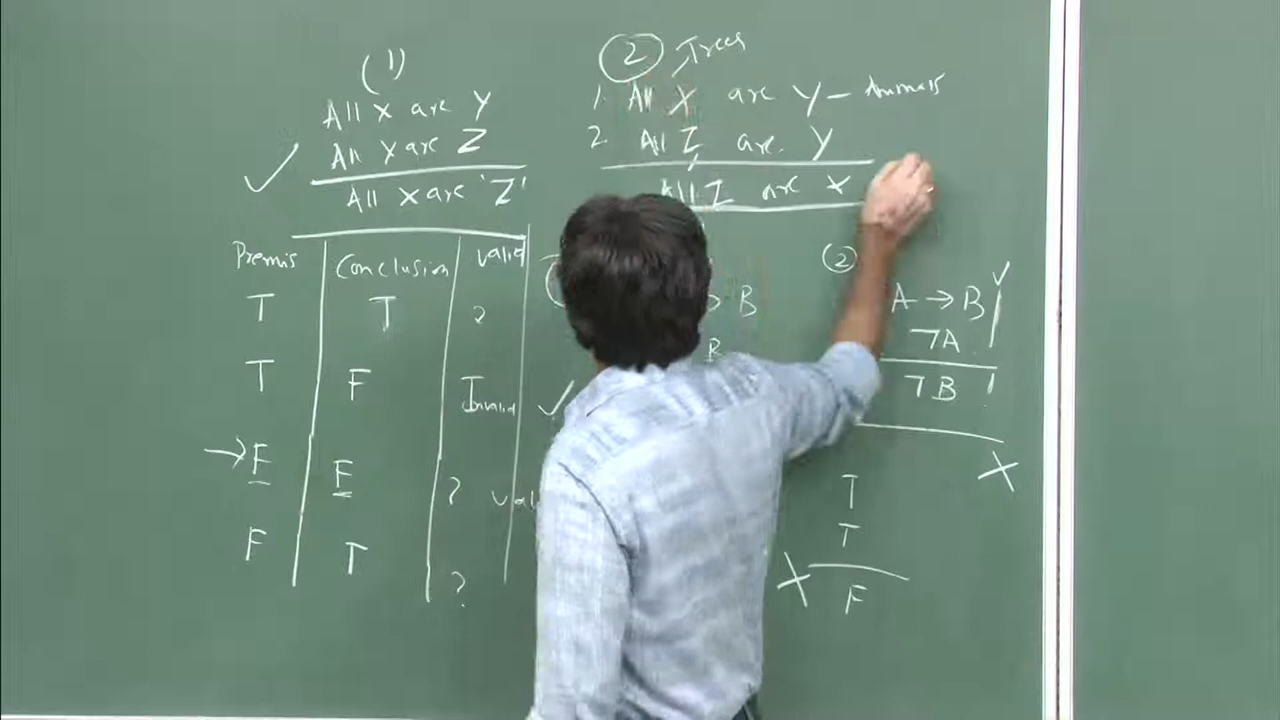 (1)
All X are Y
All Y are Z
All X are 'Z'
Premis Conclusion valid
T T ?
T F Invalid
→ F F ?
F T ?
② Trees
1. All X are Y – Animals
2. All Z are Y
All Z are X
→ B
B
②
A → B
¬A
¬B
T
T
F